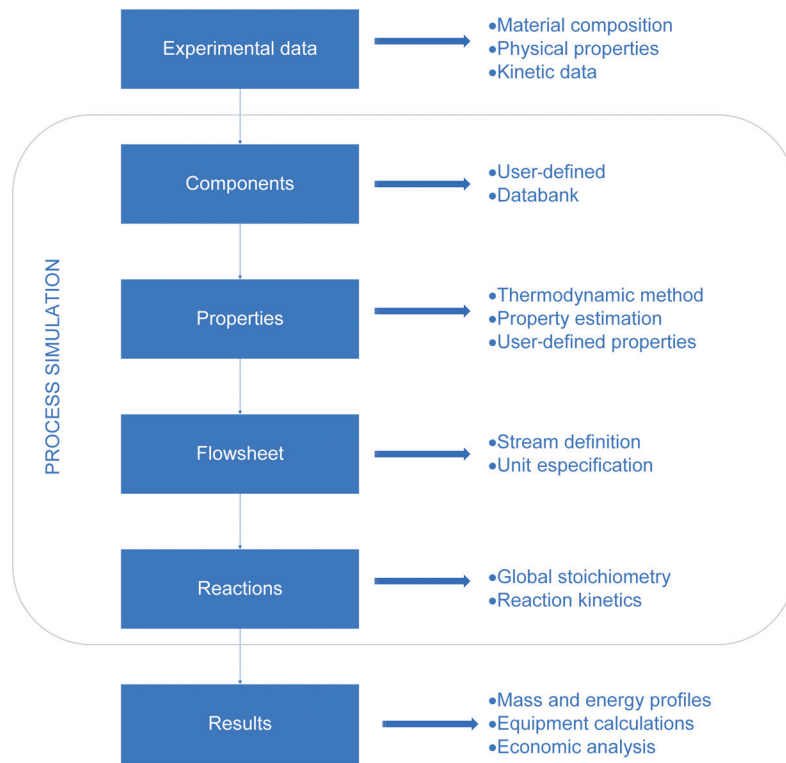 Experimental data
•Material composition
•Physical properties
•Kinetic data
PROCESS SIMULATION
Components
•User-defined
•Databank
Properties
•Thermodynamic method
•Property estimation
•User-defined properties
Flowsheet
•Stream definition
•Unit especification
Reactions
•Global stoichiometry
•Reaction kinetics
Results
•Mass and energy profiles
•Equipment calculations
•Economic analysis